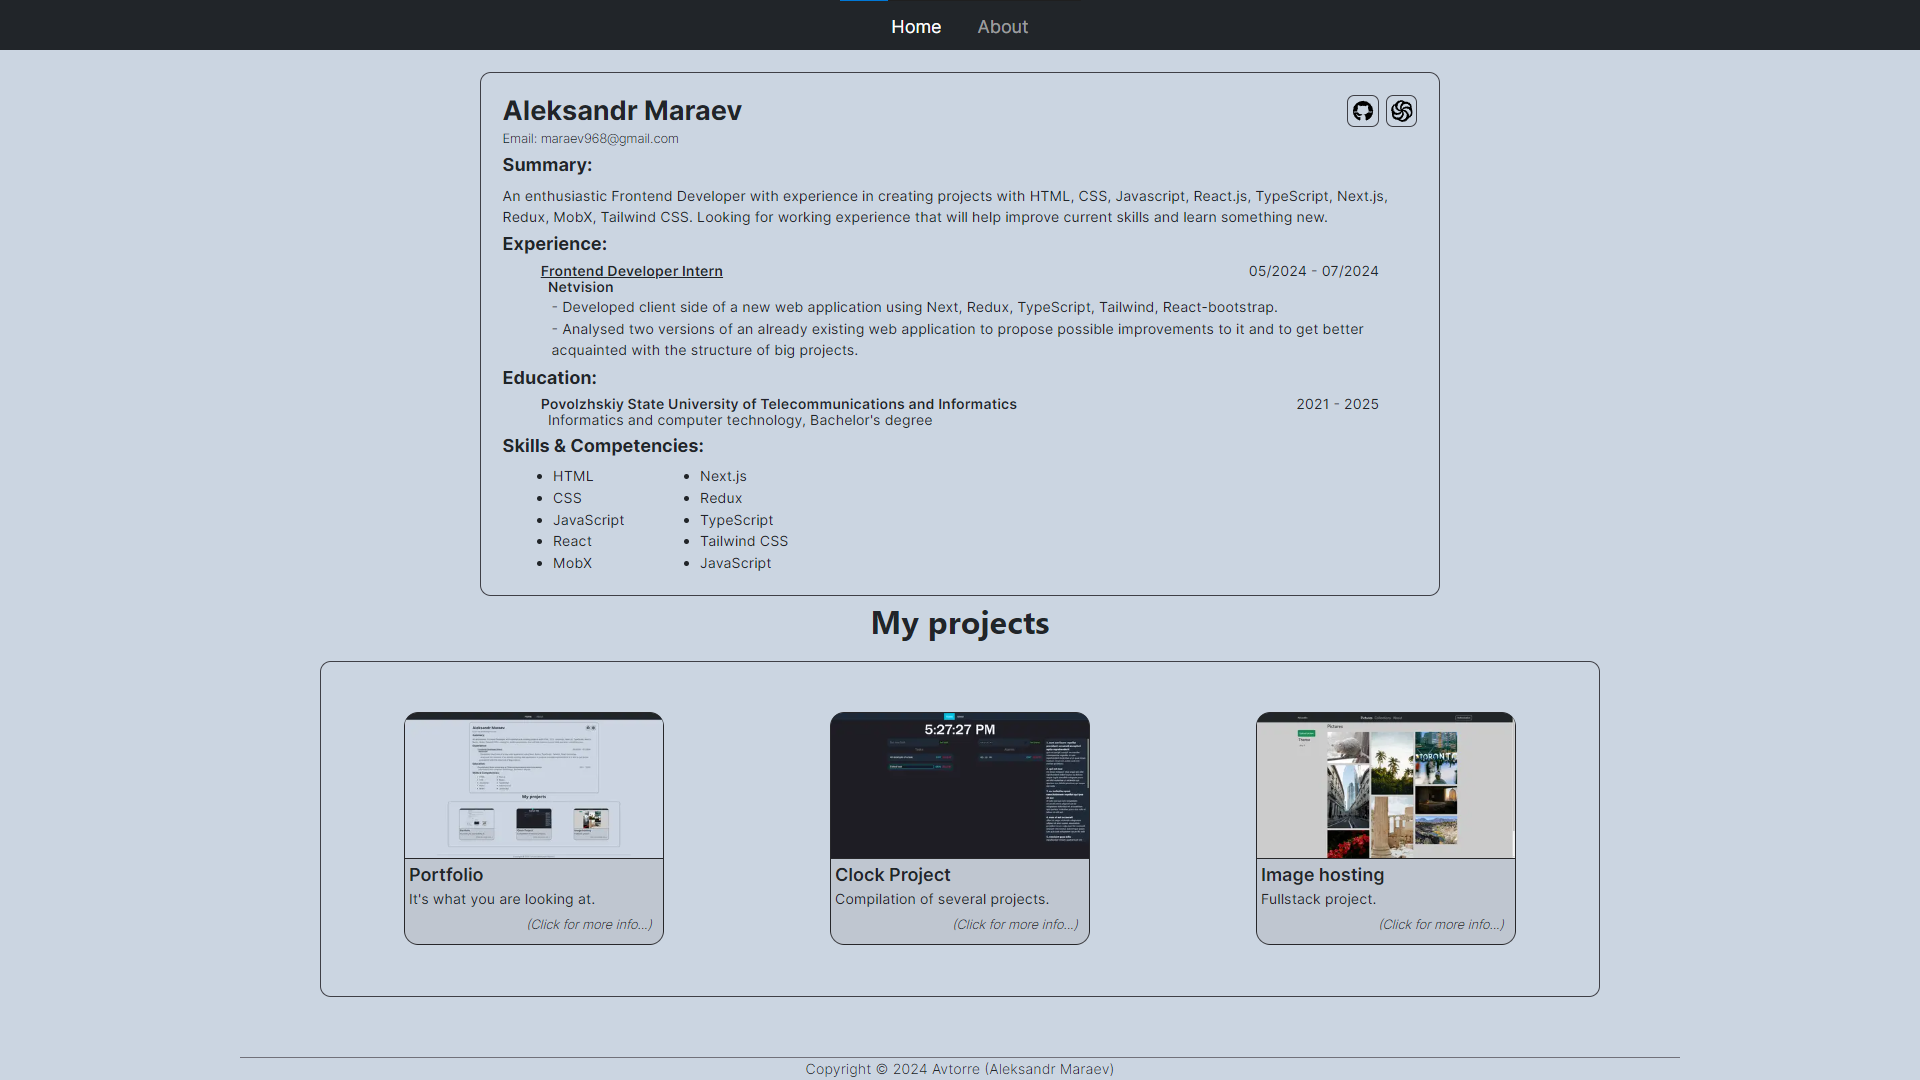 Home About
Aleksandr Maraev
Email: maraev968@gmail.com
Summary:
An enthusiastic Frontend Developer with experience in creating projects with HTML, CSS, Javascript, React.js, TypeScript, Next.js,
Redux, MobX, Tailwind CSS. Looking for working experience that will help improve current skills and learn something new.
Experience:
Frontend Developer Intern 05/2024 - 07/2024
Netvision
- Developed client side of a new web application using Next, Redux, TypeScript, Tailwind, React-bootstrap.
- Analysed two versions of an already existing web application to propose possible improvements to it and to get better
acquainted with the structure of big projects.
Education:
Povolzhskiy State University of Telecommunications and Informatics 2021 - 2025
Informatics and computer technology, Bachelor's degree
Skills & Competencies:
HTML Next.js
CSS Redux
JavaScript TypeScript
React Tailwind CSS
MobX JavaScript
My projects
Aleksandr Maraev
My projects
Portfolio
It's what you are looking at.
(Click for more info...)
5:27:27 PM
Clock Project
Compilation of several projects.
(Click for more info...)
Pictures
TORONTO
Image hosting
Fullstack project.
(Click for more info...)
Copyright © 2024 Avtorre (Aleksandr Maraev)